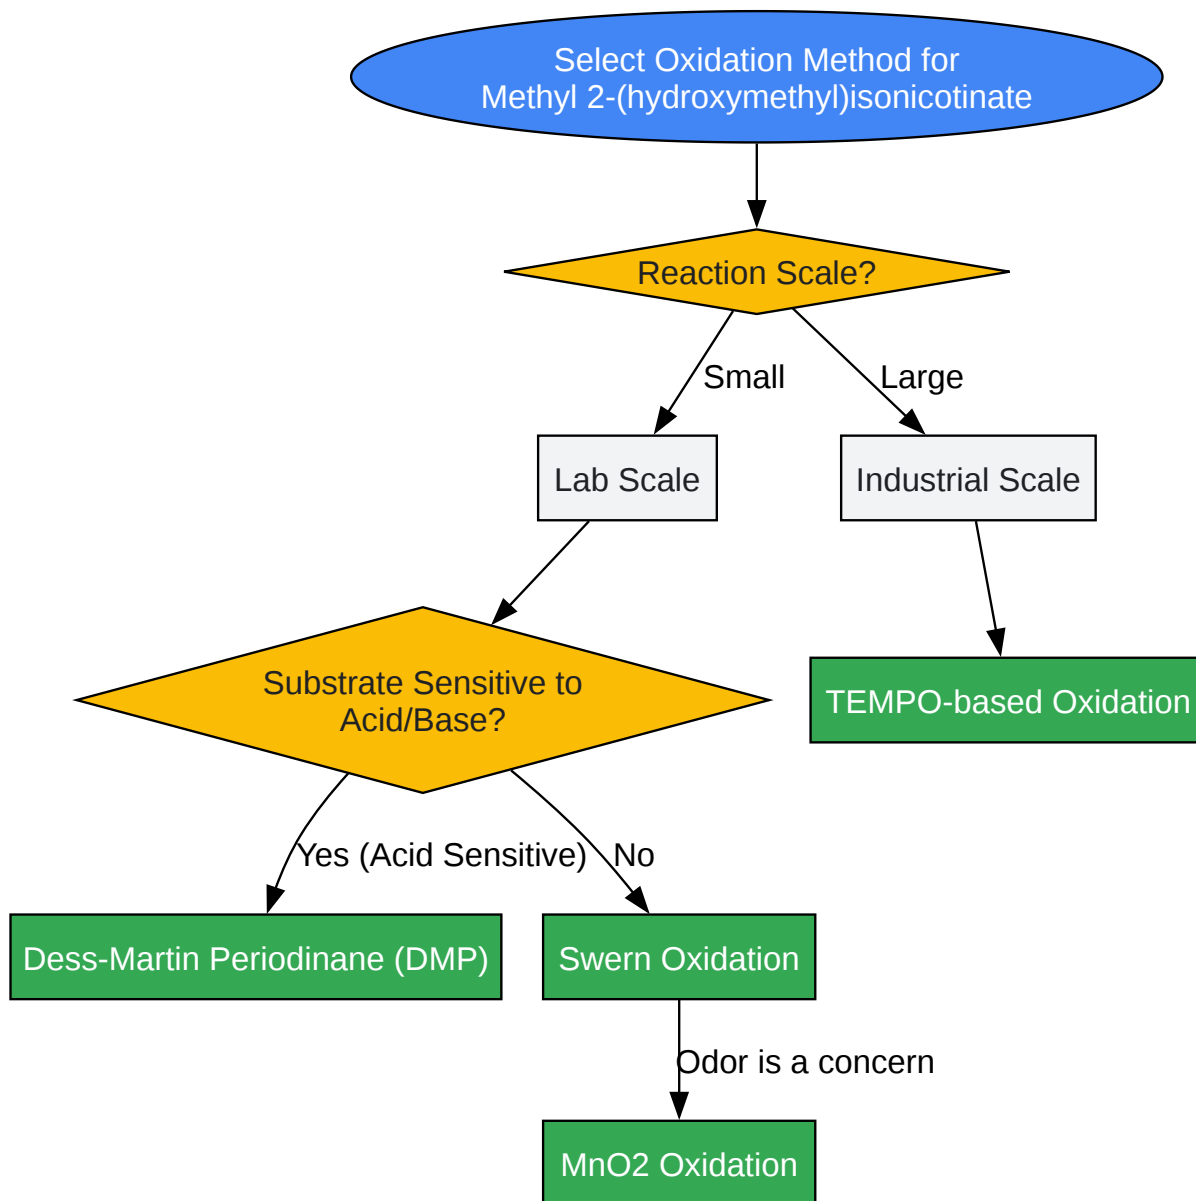 Select Oxidation Method for
Methyl 2-(hydroxymethyl)isonicotinate
Reaction Scale?
Small
Large
Lab Scale
Industrial Scale
Substrate Sensitive to
Acid/Base?
TEMPO-based Oxidation
Yes (Acid Sensitive)
No
Dess-Martin Periodinane (DMP)
Swern Oxidation
Odor is a concern
MnO2 Oxidation